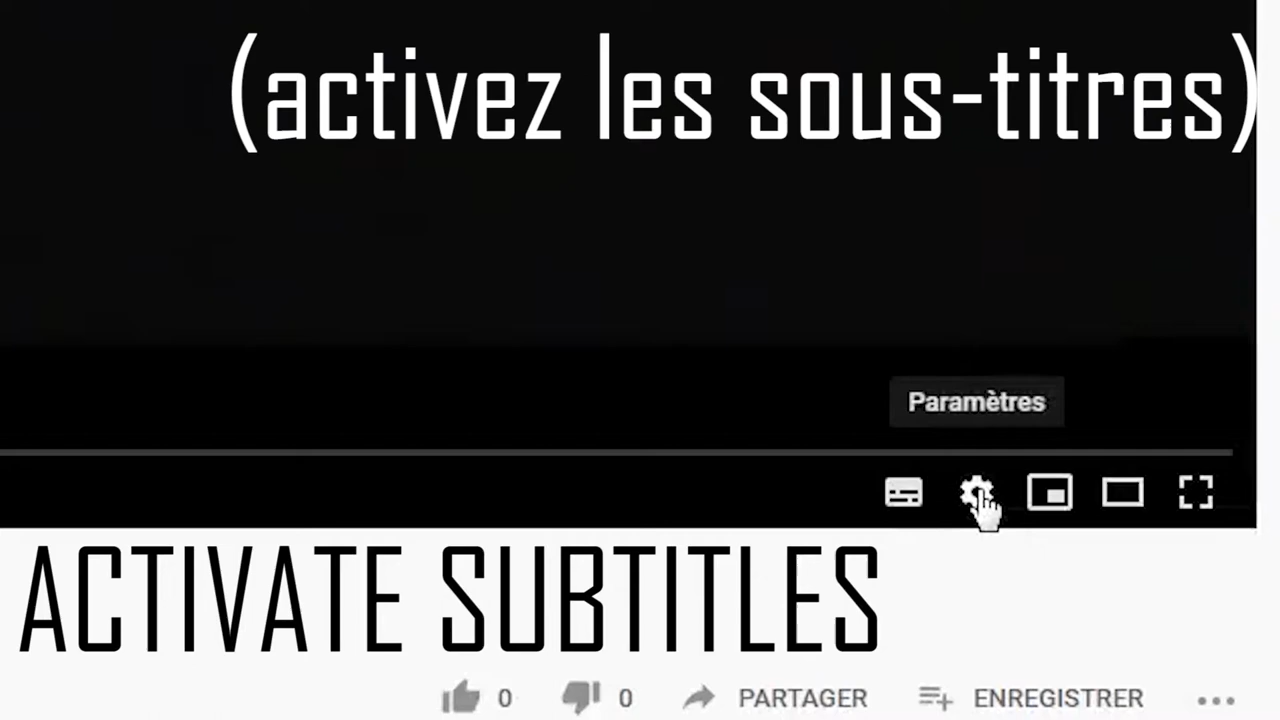 (activez les sous-titres)
Paramètres
ACTIVATE SUBTITLES
0 0 PARTAGER ENREGISTRER